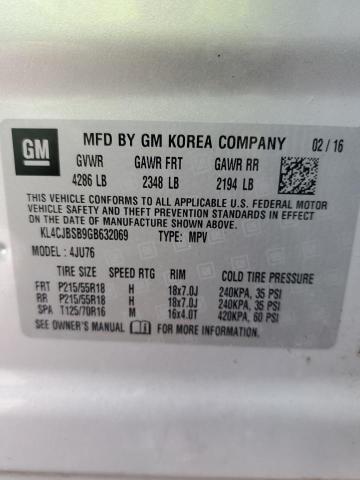 GM
MFD BY GM KOREA COMPANY 02/16
GVWR GAWR FRT GAWR RR
4286 LB 2348 LB 2194 LB
THIS VEHICLE CONFORMS TO ALL APPLICABLE U.S. FEDERAL MOTOR
VEHICLE SAFETY, BUMPER, AND THEFT PREVENTION STANDARDS
IN EFFECT ON THE DATE OF MANUFACTURE SHOWN ABOVE.
KL4CJBSB9GB632069 TYPE: MPV
MODEL: 4JU76
TIRE SIZE SPEED RTG RIM COLD TIRE PRESSURE
FRT P215/55R18 H 18x7.0J 240KPA, 35 PSI
RR P215/55R18 H 18x7.0J 240KPA, 35 PSI
SPA T125/70R16 M 16x4.0T 420KPA, 60 PSI
SEE OWNER'S MANUAL FOR MORE INFORMATION.